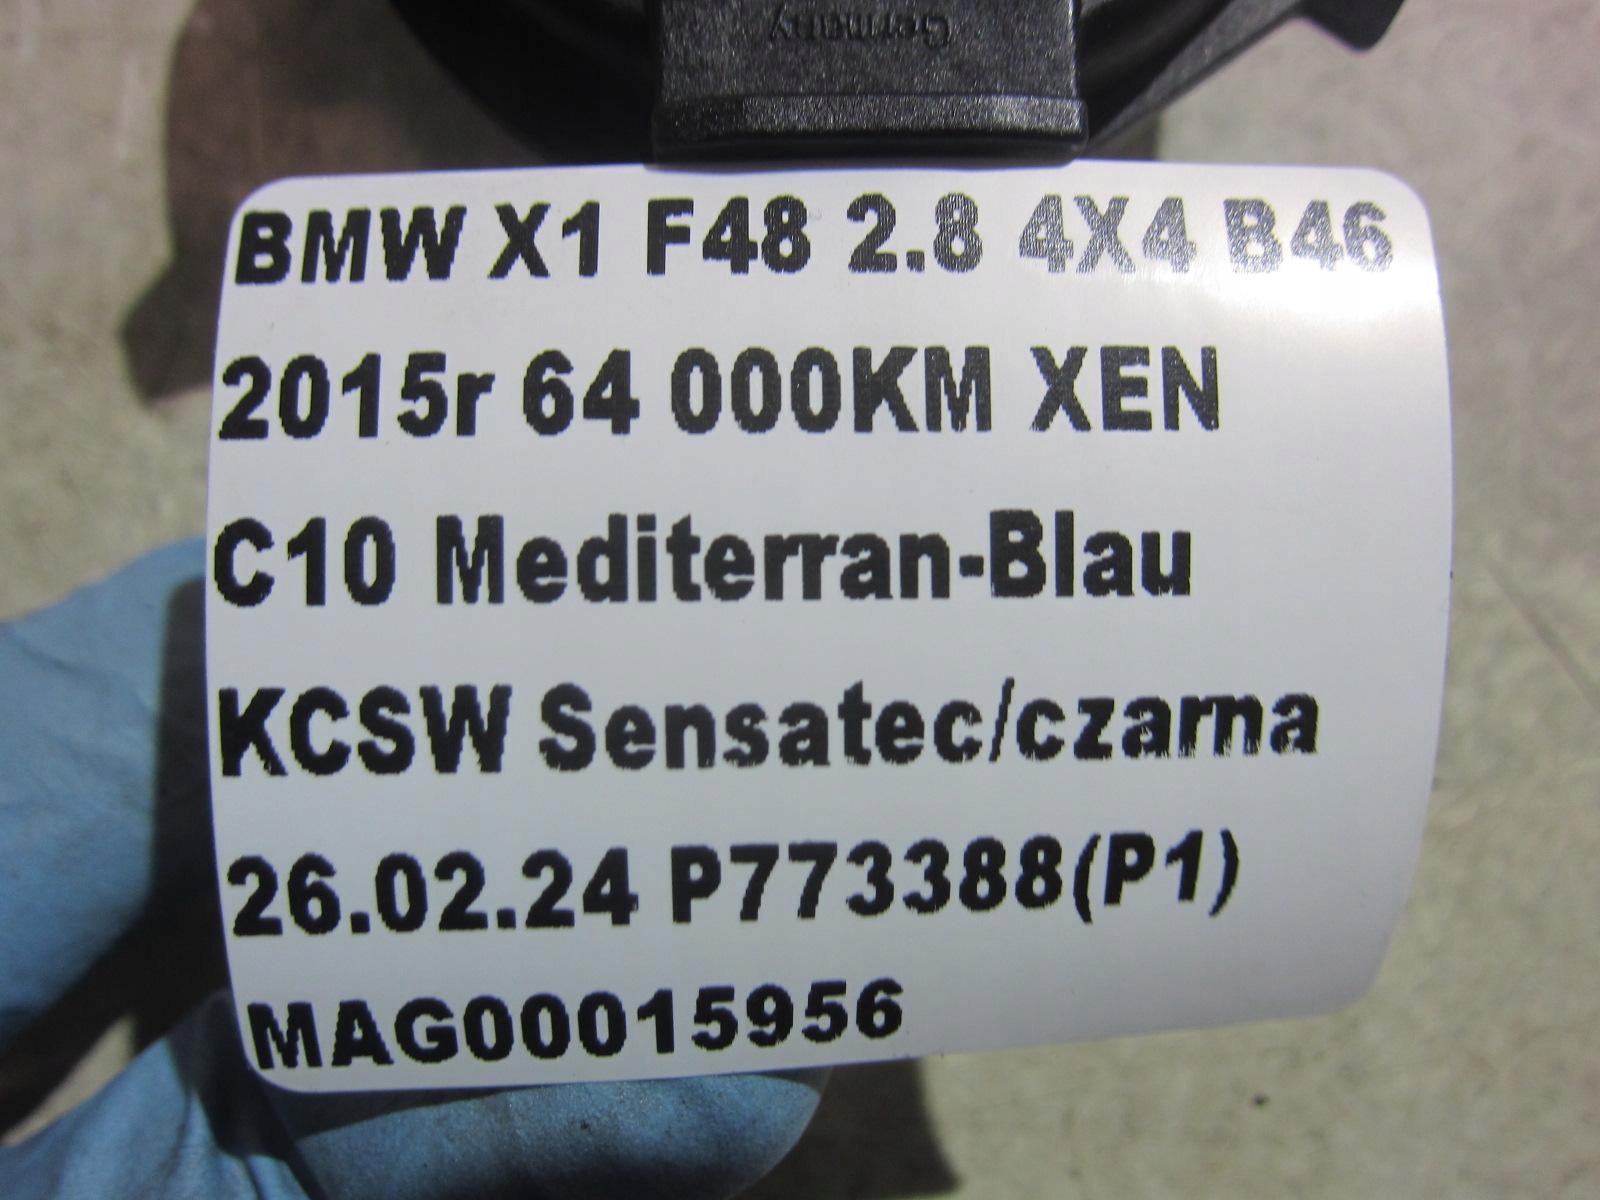 Germany
BMW X1 F48 2.8 4X4 B46
2015r 64 000KM XEN
C10 Mediterran-Blau
KCSW Sensatec/czarna
26.02.24 P773388(P1)
MAG00015956